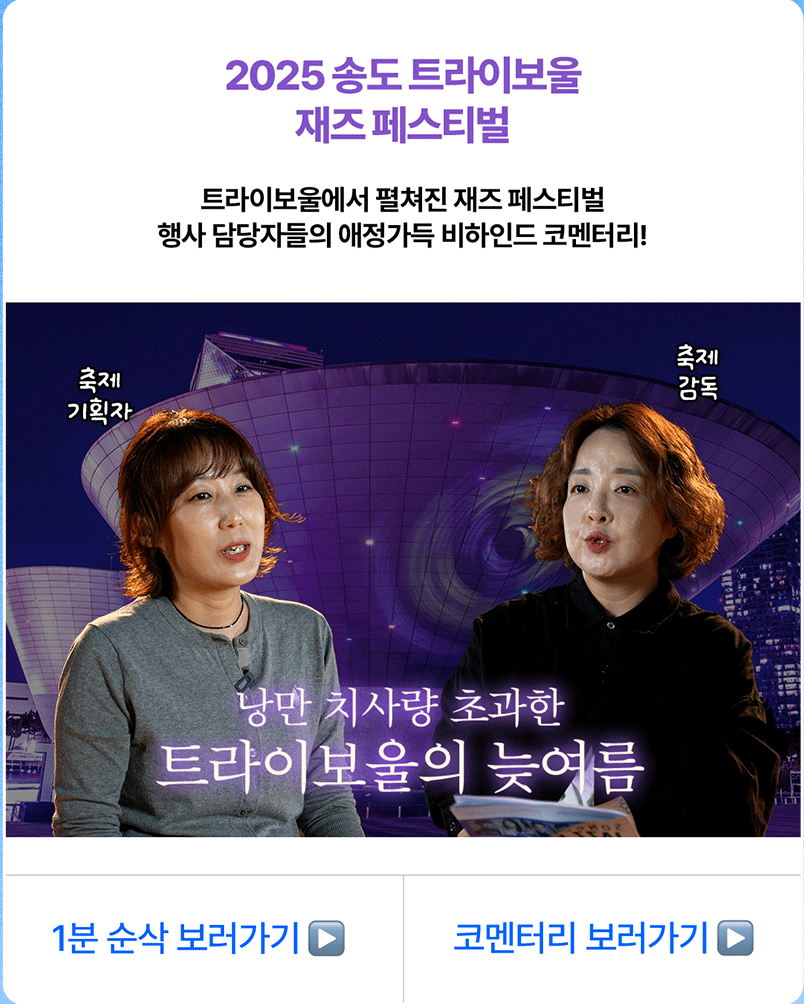 2025 송도 트라이보울
재즈 페스티벌
트라이보울에서 펼쳐진 재즈 페스티벌
행사 담당자들의 애정가득 비하인드 코멘터리!
축제
기획자
축제
감독
낭만 치사량 초과한
트라이보울의 늦여름
1분 순삭 보러가기
코멘터리 보러가기